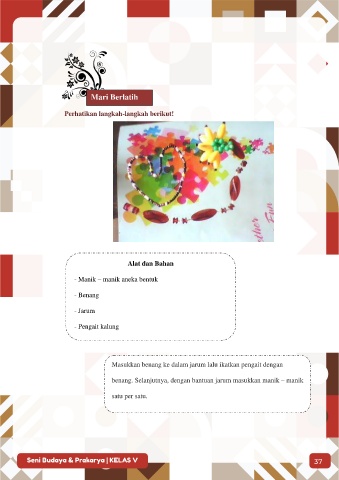 Mari Berlatih
Perhatikan langkah-langkah berikut!
Alat dan Bahan
- Manik – manik aneka bentuk
- Benang
- Jarum
- Pengait kalung
Masukkan benang ke dalam jarum lalu ikatkan pengait dengan
benang. Selanjutnya, dengan bantuan jarum masukkan manik – manik
satu per satu.
Seni Budaya & Prakarya | KELAS V
37